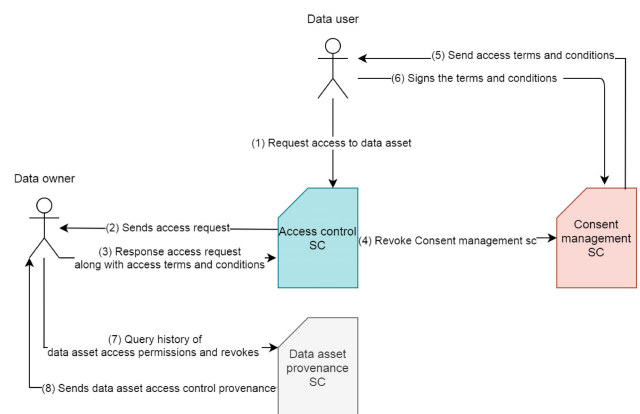 Data user
(5) Send access terms and conditions
(6) Signs the terms and conditions
(1) Request access to data asset
Data owner
(2) Sends access request
(3) Response access request
along with access terms and conditions
Access control
SC
(4) Revoke Consent management sc
Consent
management
SC
(7) Query history of
data asset access permissions and revokes
Data asset
provenance
SC
(8) Sends data asset access control provenance